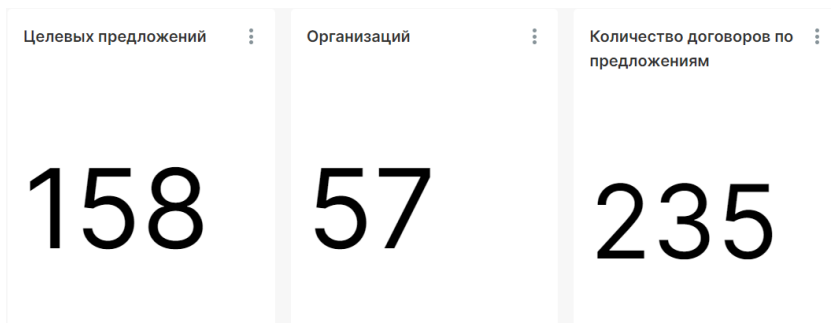 Целевых предложений
158
Организаций
57
Количество договоров по
предложениям
235